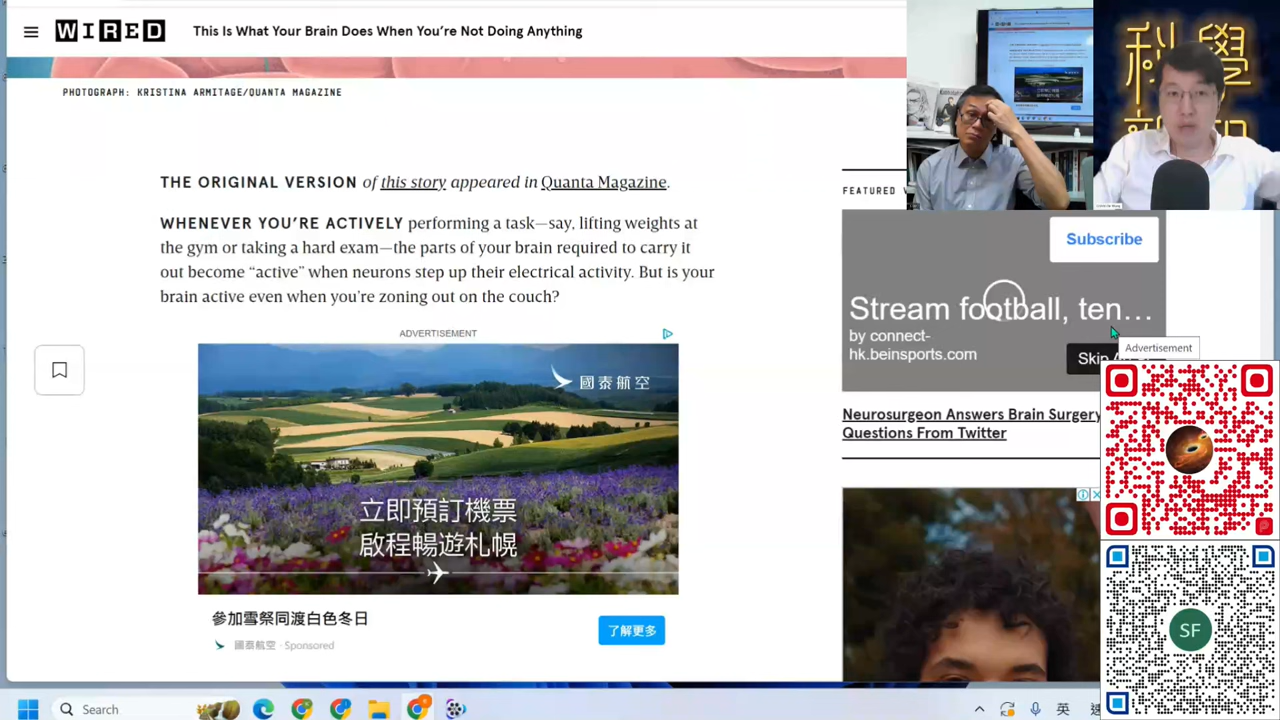 WIRED
This Is What Your Brain Does When You're Not Doing Anything
PHOTOGRAPH: KRISTINA ARMITAGE/QUANTA MAGAZINE
THE ORIGINAL VERSION of this story appeared in Quanta Magazine.
WHENEVER YOU'RE ACTIVELY performing a task—say, lifting weights at
the gym or taking a hard exam—the parts of your brain required to carry it
out become “active” when neurons step up their electrical activity. But is your
brain active even when you're zoning out on the couch?
ADVERTISEMENT
國泰航空
立即預訂機票
啟程暢遊札幌
參加雪祭同渡白色冬日
國泰航空 · Sponsored
了解更多
科學
FEATURED
Subscribe
Stream football, ten...
by connect-
hk.beinsports.com
Skip
Advertisement
Neurosurgeon Answers Brain Surgery
Questions From Twitter
SF
Search
英